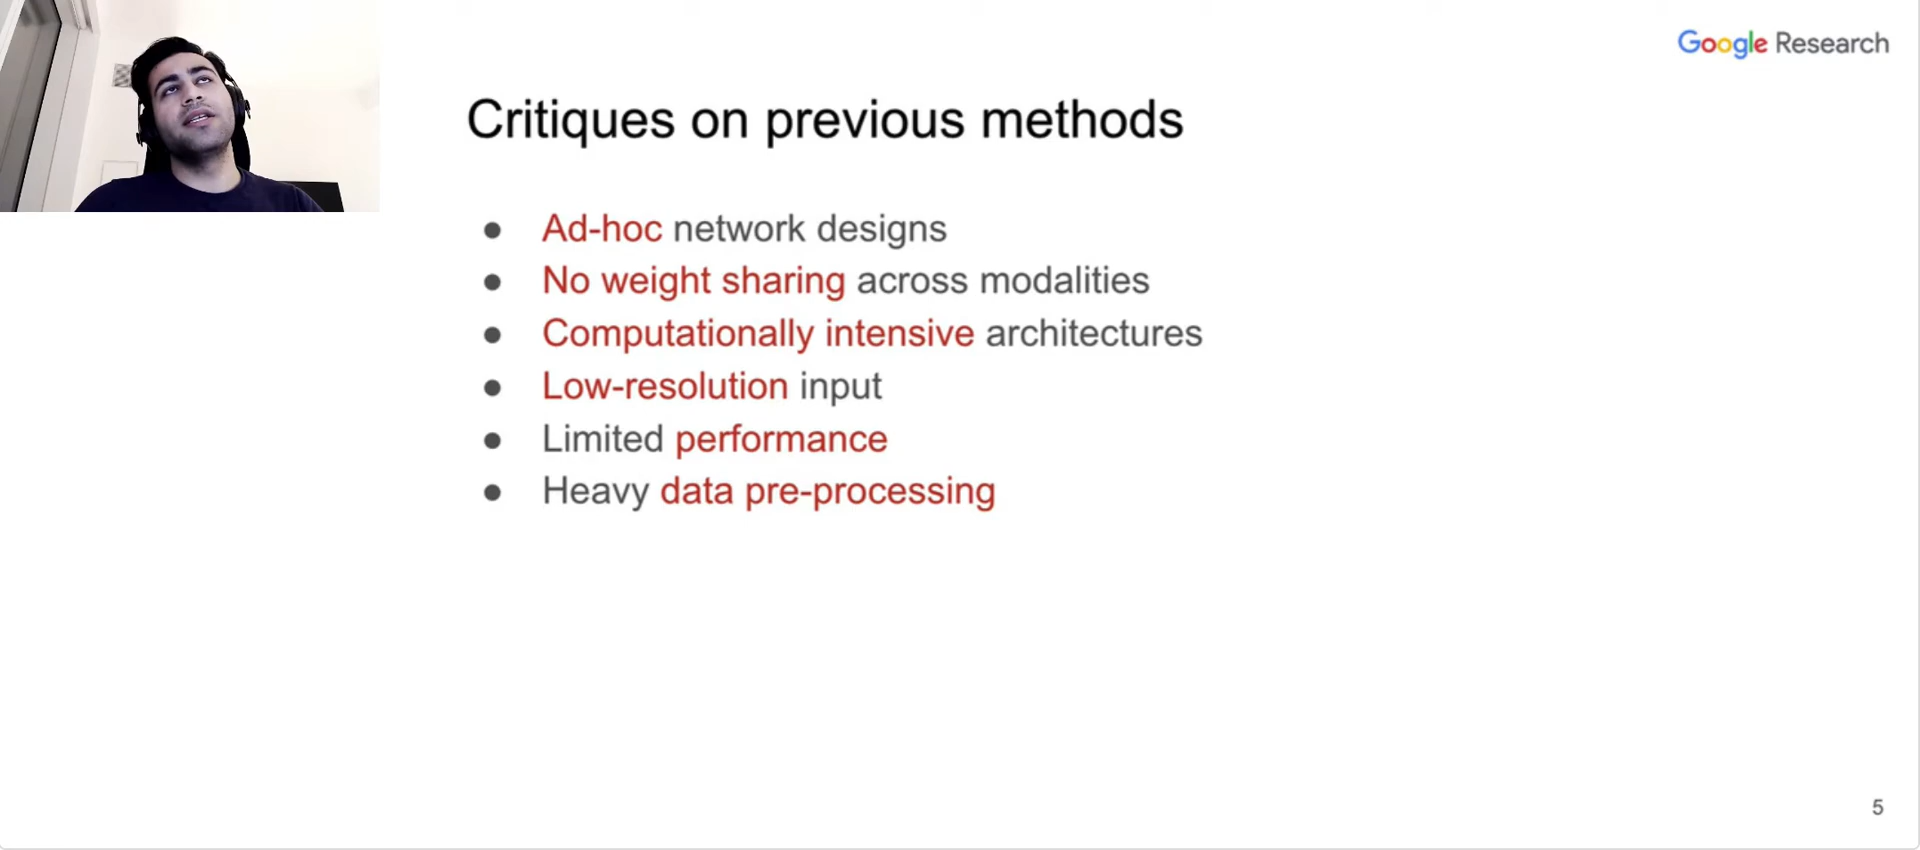 Google Research
Critiques on previous methods
● Ad-hoc network designs
● No weight sharing across modalities
● Computationally intensive architectures
● Low-resolution input
● Limited performance
● Heavy data pre-processing
5